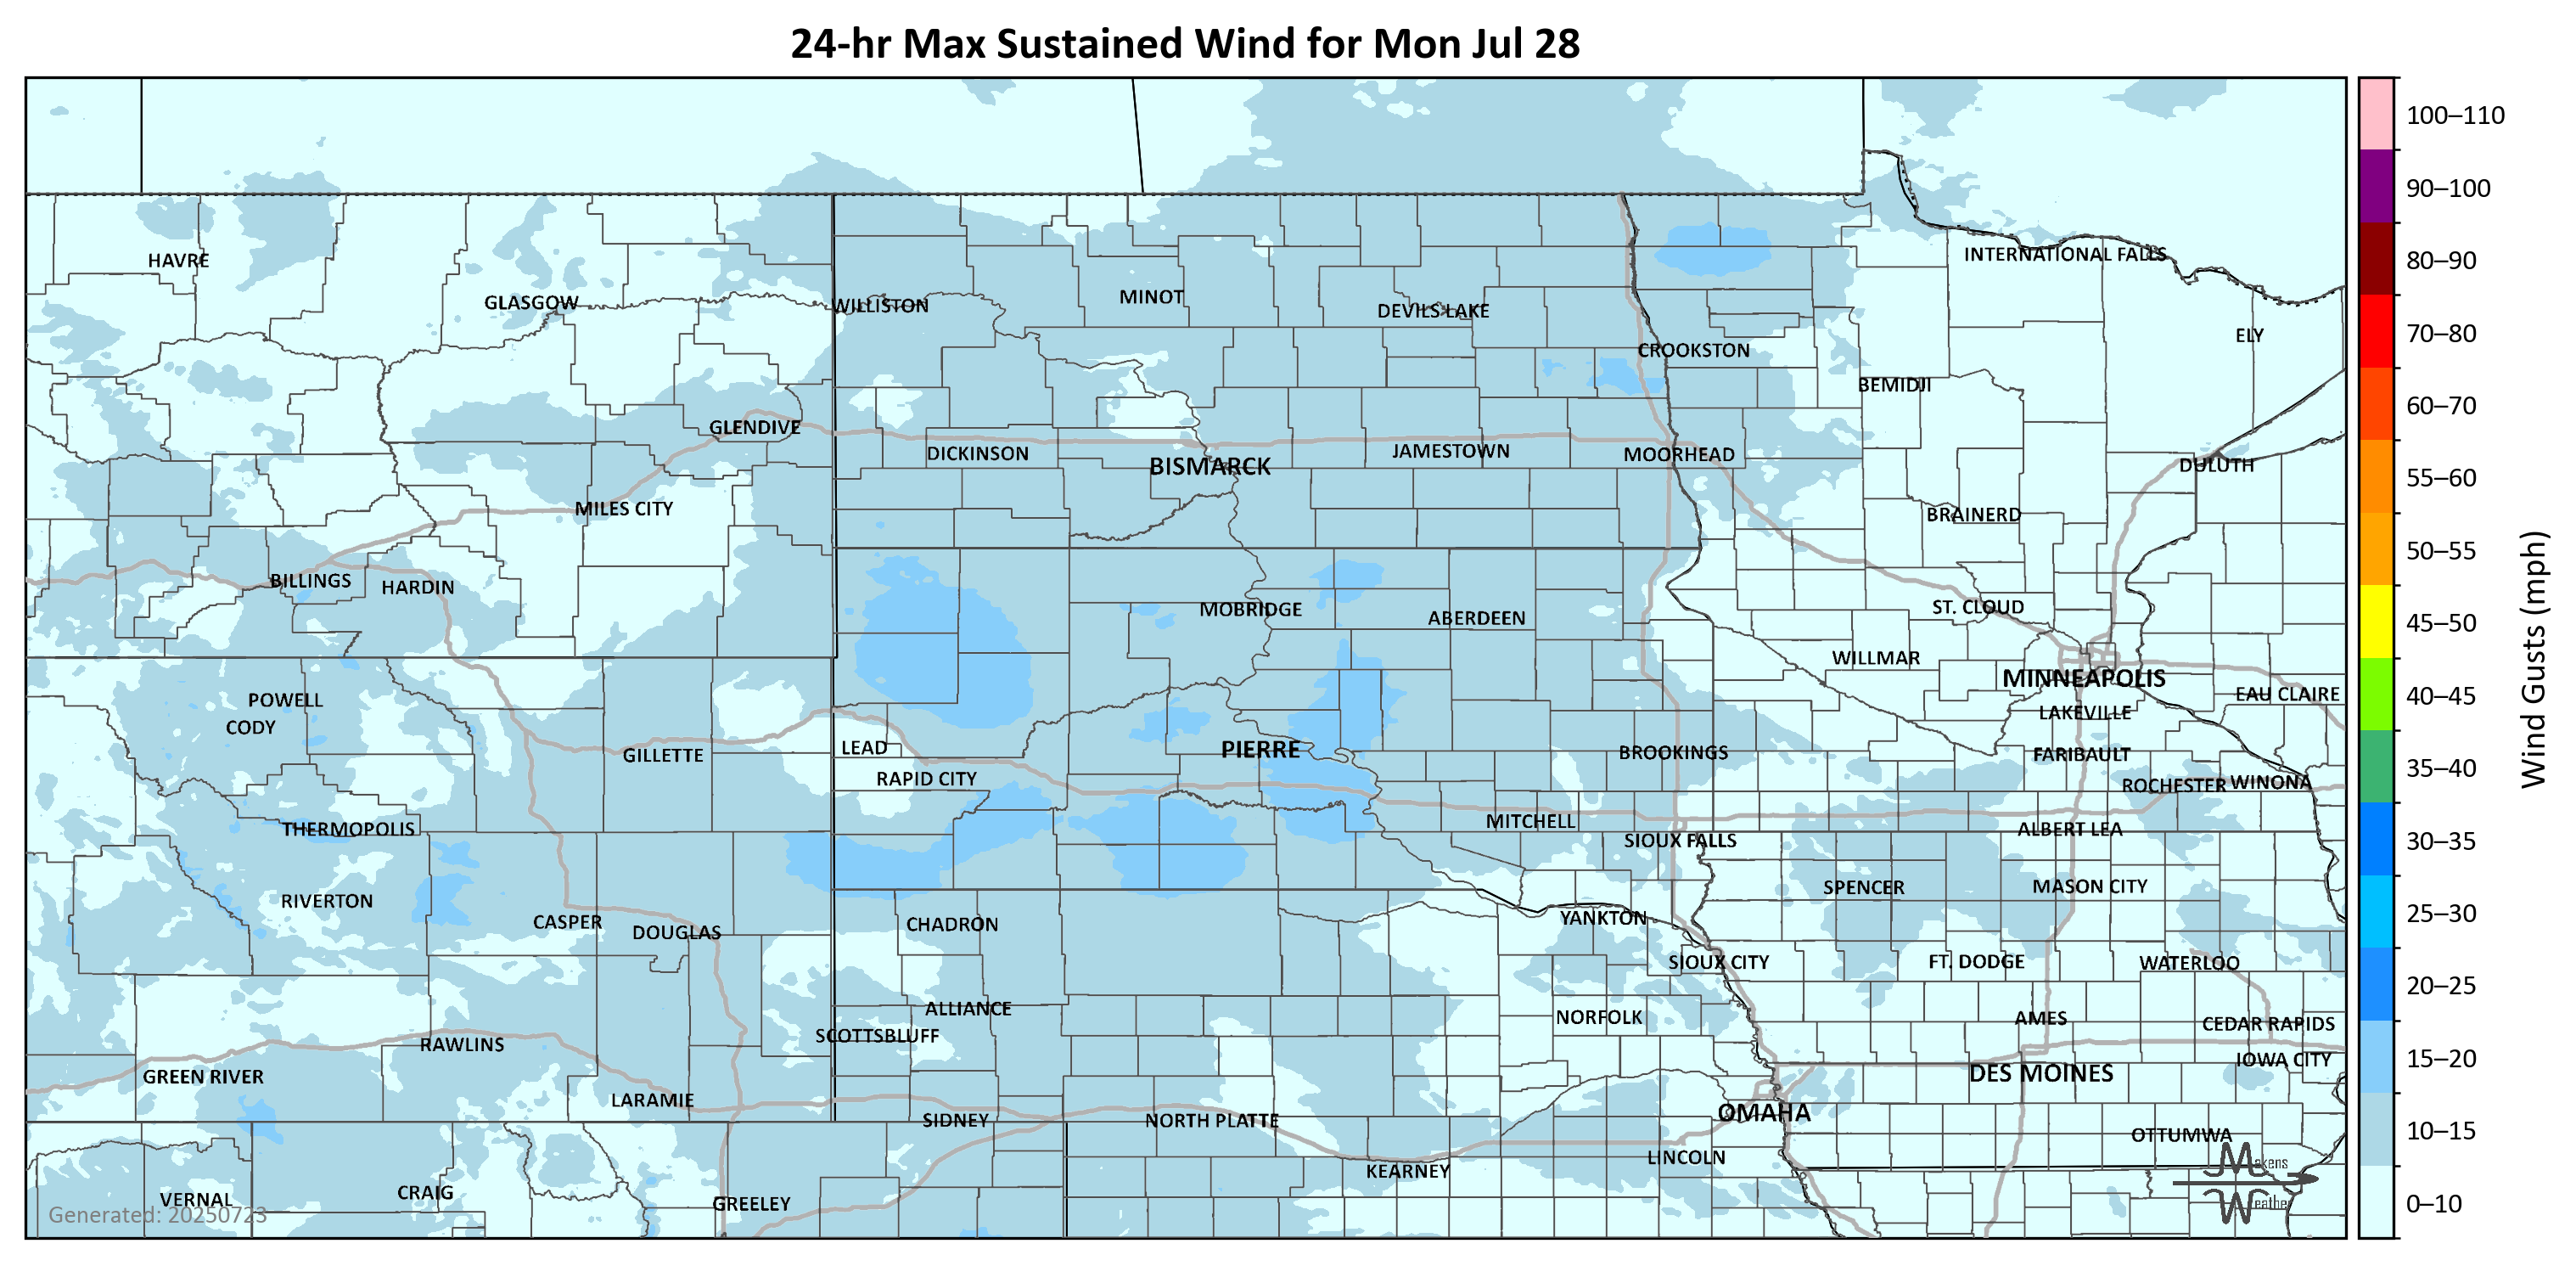 24-hr Max Sustained Wind for Mon Jul 28
100–110
90–100
INTERNATIONAL FALLS
HAVRE
80–90
MINOT
GLASGOW
WILLISTON
DEVILS LAKE
70–80
ELY
CROOKSTON
BEMIDJI
60–70
GLENDIVE
JAMESTOWN
DICKINSON
MOORHEAD
BISMARCK
DULUTH
55–60
MILES CITY
BRAINERD
50–55
BILLINGS
HARDIN
ST. CLOUD
MOBRIDGE
ABERDEEN
45–50
WILLMAR
MINNEAPOLIS
EAU CLAIRE
40–45
POWELL
LAKEVILLE
CODY
LEAD
PIERRE
BROOKINGS
FARIBAULT
GILLETTE
35–40
RAPID CITY
ROCHESTER
WINONA
Wind Gusts (mph)
MITCHELL
THERMOPOLIS
ALBERT LEA
SIOUX FALLS
30–35
SPENCER
MASON CITY
RIVERTON
25–30
CASPER
YANKTON
CHADRON
DOUGLAS
SIOUX CITY
FT. DODGE
WATERLOO
20–25
ALLIANCE
NORFOLK
AMES
CEDAR RAPIDS
SCOTTSBLUFF
RAWLINS
IOWA CITY
15–20
GREEN RIVER
DES MOINES
LARAMIE
OMAHA
SIDNEY
NORTH PLATTE
OTTUMWA
10–15
LINCOLN
Makens
KEARNEY
CRAIG
VERNAL
GREELEY
Weather
0–10
Generated: 20250723